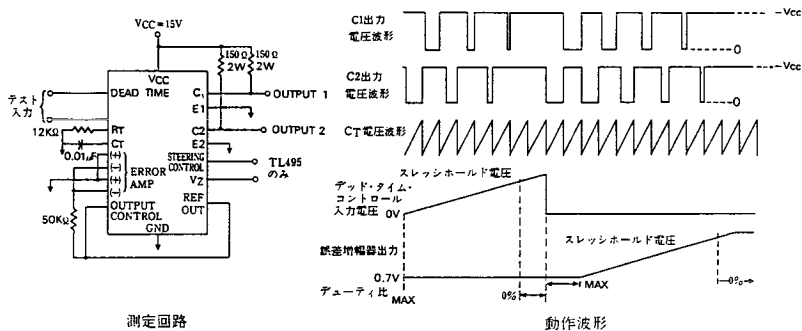 VCC=15V
150Ω
2W
150Ω
2W
VCC
DEAD TIME
C1
OUTPUT 1
テスト
入力
E1
12KΩ
RT
C2
OUTPUT 2
CT
0.01μF
E2
(+)
(−)
(+)
(−)
ERROR
AMP
STEERING
CONTROL
TL495
のみ
VZ
REF
OUT
50KΩ
OUTPUT
CONTROL
GND
測定回路
C1出力
電圧波形
VCC
0
C2出力
電圧波形
VCC
0
CT電圧波形
スレッシホールド電圧
デッド・タイム・
コントロール
入力電圧
0V
誤差増幅器出力
スレッシホールド電圧
0.7V
デューティ比
MAX
0%
MAX
0%
動作波形